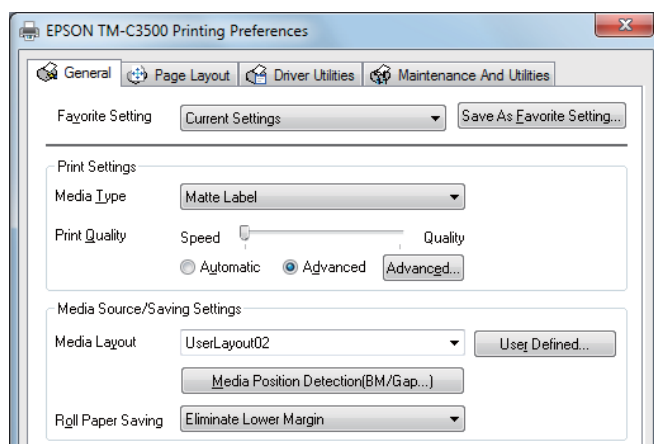 EPSON TM-C3500 Printing Preferences
General Page Layout Driver Utilities Maintenance And Utilities
Favorite Setting Current Settings Save As Favorite Setting...
Print Settings
Media Type Matte Label
Print Quality Speed Quality
Automatic Advanced Advanced...
Media Source/Saving Settings
Media Layout UserLayout02 User Defined...
Media Position Detection(BM/Gap...)
Roll Paper Saving Eliminate Lower Margin